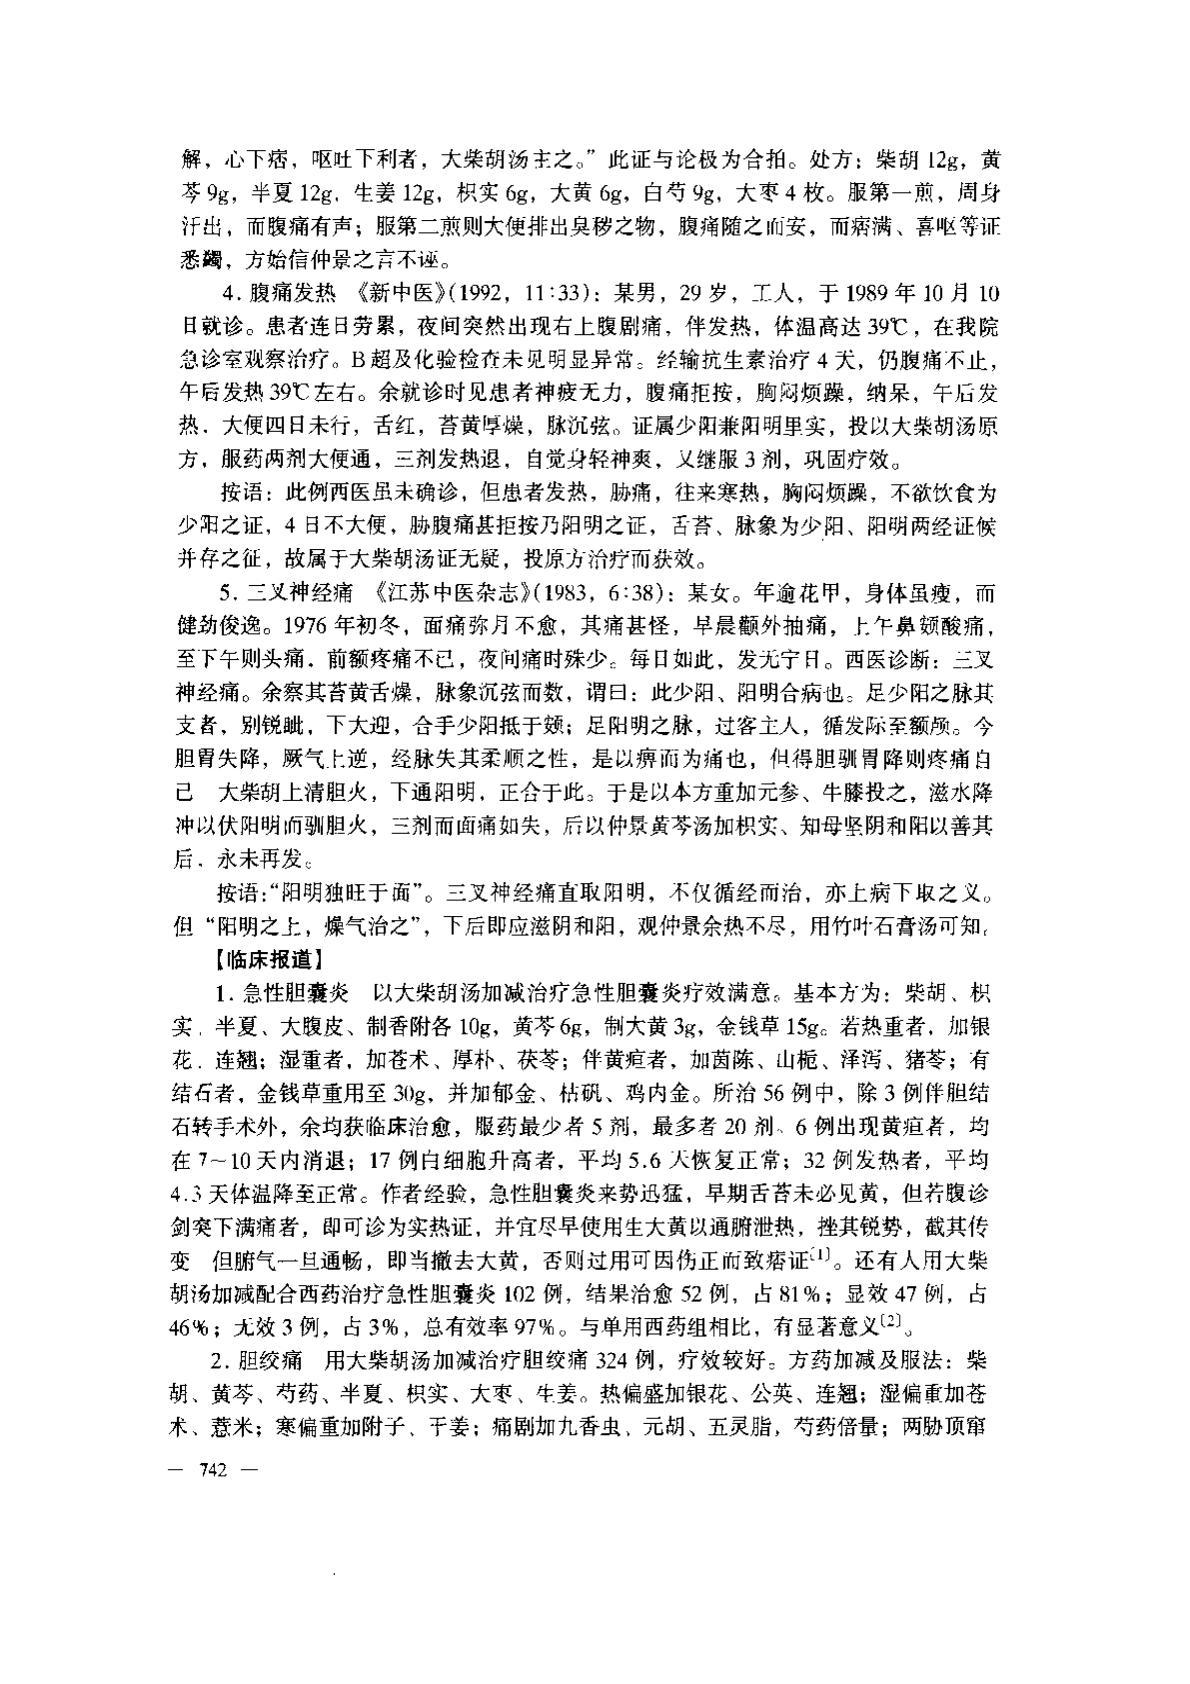 解，心下痞，呕吐下利者，大柴胡汤主之。”此证与论极为合拍。处方：柴胡 12g，黄
芩 9g，半夏 12g，生姜 12g，枳实 6g，大黄 6g，白芍 9g，大枣 4 枚。服第一煎，周身
汗出，而腹痛有声；服第二煎则大便排出臭秽之物，腹痛随之而安，而痞满、喜呕等证
悉蠲，方始信仲景之言不诬。
4. 腹痛发热 《新中医》(1992，11:33)：某男，29 岁，工人，于 1989 年 10 月 10
日就诊。患者连日劳累，夜间突然出现右上腹剧痛，伴发热，体温高达 39℃，在我院
急诊室观察治疗。B 超及化验检查未见明显异常。经输抗生素治疗 4 天，仍腹痛不止，
午后发热 39℃左右。余就诊时见患者神疲无力，腹痛拒按，胸闷烦躁，纳呆，午后发
热，大便四日未行，舌红，苔黄厚燥，脉沉弦。证属少阳兼阳明里实，投以大柴胡汤原
方，服药两剂大便通，三剂发热退，自觉身轻神爽，又继服 3 剂，巩固疗效。
按语：此例西医虽未确诊，但患者发热，胁痛，往来寒热，胸闷烦躁，不欲饮食为
少阳之证，4 日不大便，胁腹痛甚拒按乃阳明之证，舌苔、脉象为少阳、阳明两经证候
并存之征，故属于大柴胡汤证无疑，投原方治疗而获效。
5. 三叉神经痛 《江苏中医杂志》(1983，6:38)：某女。年逾花甲，身体虽瘦，而
健劲俊逸。1976 年初冬，面痛弥月不愈，其痛甚怪，早晨颧外抽痛，上午鼻颏酸痛，
至下午则头痛，前额疼痛不已，夜间痛时殊少。每日如此，发无宁日。西医诊断：三叉
神经痛。余察其苔黄舌燥，脉象沉弦而数，谓曰：此少阳、阳明合病也。足少阳之脉其
支者，别锐眦，下大迎，合手少阳抵于䪼；足阳明之脉，过客主人，循发际至额颅。今
胆胃失降，厥气上逆，经脉失其柔顺之性，是以痹而为痛也，但得胆驯胃降则疼痛自
已 大柴胡上清胆火，下通阳明，正合于此。于是以本方重加元参、牛膝投之，滋水降
冲以伏阳明而驯胆火，三剂而面痛如失，后以仲景黄芩汤加枳实、知母坚阴和阳以善其
后，永未再发。
按语：“阳明独旺于面”。三叉神经痛直取阳明，不仅循经而治，亦上病下取之义。
但“阳明之上，燥气治之”，下后即应滋阴和阳，观仲景余热不尽，用竹叶石膏汤可知。
【临床报道】
1. 急性胆囊炎 以大柴胡汤加减治疗急性胆囊炎疗效满意。基本方为：柴胡、枳
实、半夏、大腹皮、制香附各 10g，黄芩 6g，制大黄 3g，金钱草 15g。若热重者，加银
花、连翘；湿重者，加苍术、厚朴、茯苓；伴黄疸者，加茵陈、山栀、泽泻、猪苓；有
结石者，金钱草重用至 30g，并加郁金、枯矾、鸡内金。所治 56 例中，除 3 例伴胆结
石转手术外，余均获临床治愈，服药最少者 5 剂，最多者 20 剂、6 例出现黄疸者，均
在 7～10 天内消退；17 例白细胞升高者，平均 5.6 天恢复正常；32 例发热者，平均
4.3 天体温降至正常。作者经验，急性胆囊炎来势迅猛，早期舌苔未必见黄，但若腹诊
剑突下满痛者，即可诊为实热证，并宜尽早使用生大黄以通腑泄热，挫其锐势，截其传
变 但腑气一旦通畅，即当撤去大黄，否则过用可因伤正而致痞证〔1〕。还有人用大柴
胡汤加减配合西药治疗急性胆囊炎 102 例，结果治愈 52 例，占 81%；显效 47 例，占
46%；无效 3 例，占 3%，总有效率 97%。与单用西药组相比，有显著意义〔2〕。
2. 胆绞痛 用大柴胡汤加减治疗胆绞痛 324 例，疗效较好。方药加减及服法：柴
胡、黄芩、芍药、半夏、枳实、大枣、生姜。热偏盛加银花、公英、连翘；湿偏重加苍
术、薏米；寒偏重加附子、干姜；痛剧加九香虫、元胡、五灵脂，芍药倍量；两胁顶窜
— 742 —